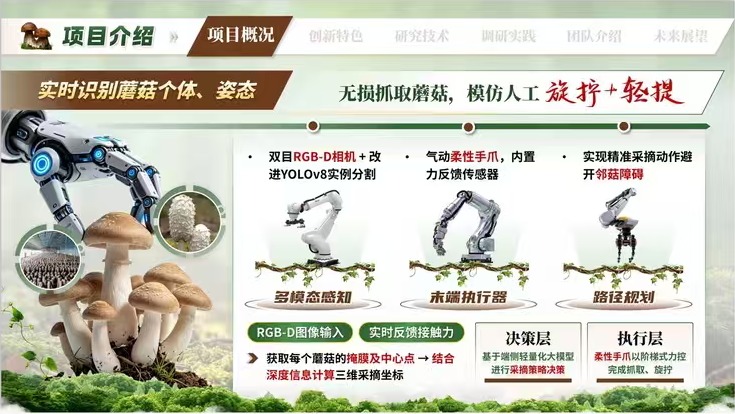 项目介绍
项目概况
创新特色
研究技术
调研实践
团队介绍
未来展望
实时识别蘑菇个体、姿态
无损抓取蘑菇，模仿人工 旋拧+轻提
• 双目RGB-D相机 + 改
进YOLOv8实例分割
• 气动柔性手爪，内置
力反馈传感器
• 实现精准采摘动作避
开邻菇障碍
多模态感知
末端执行器
路径规划
RGB-D图像输入
实时反馈接触力
获取每个蘑菇的掩膜及中心点 → 结合
深度信息计算三维采摘坐标
决策层
基于端侧轻量化大模型
进行采摘策略决策
执行层
柔性手爪以阶梯式力控
完成抓取、旋拧